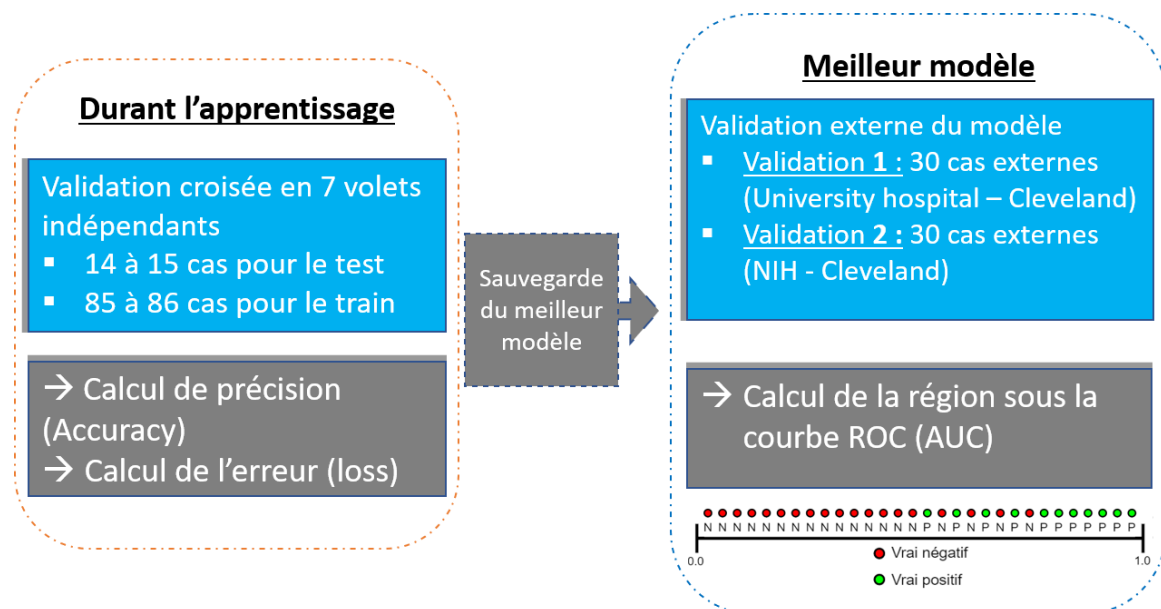 Durant l'apprentissage
Validation croisée en 7 volets
indépendants
▪ 14 à 15 cas pour le test
▪ 85 à 86 cas pour le train
→ Calcul de précision
(Accuracy)
→ Calcul de l'erreur (loss)
Sauvegarde
du meilleur
modèle
Meilleur modèle
Validation externe du modèle
▪ Validation 1 : 30 cas externes
(University hospital – Cleveland)
▪ Validation 2 : 30 cas externes
(NIH - Cleveland)
→ Calcul de la région sous la
courbe ROC (AUC)
N N N N N N N N N N N N N N N P N P N P N P N P P P P P P P
0.0 1.0
Vrai négatif
Vrai positif